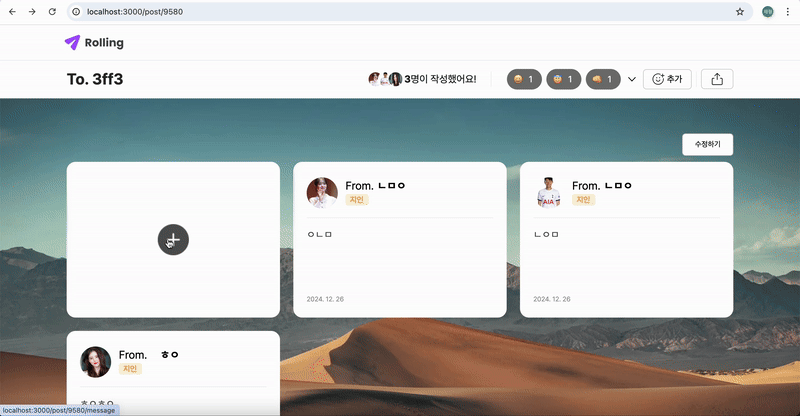 localhost:3000/post/9580
Rolling
To. 3ff3
3명이 작성했어요!
1
1
1
추가
수정하기
From. ㄴㅁㅇ
지인
ㅇㄴㅁ
2024. 12. 26
From. ㄴㅁㅇ
지인
ㄴㅇㅁ
2024. 12. 26
From. ㅎㅇ
지인
ㅎㅇㅎㅇ
localhost:3000/post/9580/message